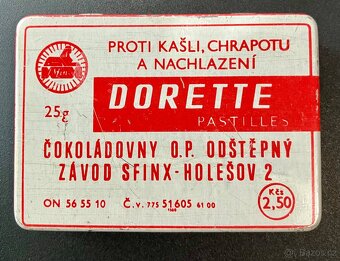 PROTI KAŠLI, CHRAPOTU
A NACHLAZENÍ
25g
DORETTE
PASTILLES
ČOKOLÁDOVNY O.P. ODŠTĚPNÝ
ZÁVOD SFINX-HOLEŠOV 2
Kčs
2,50
ON 56 55 10
Č.v. 775 51605 61 00